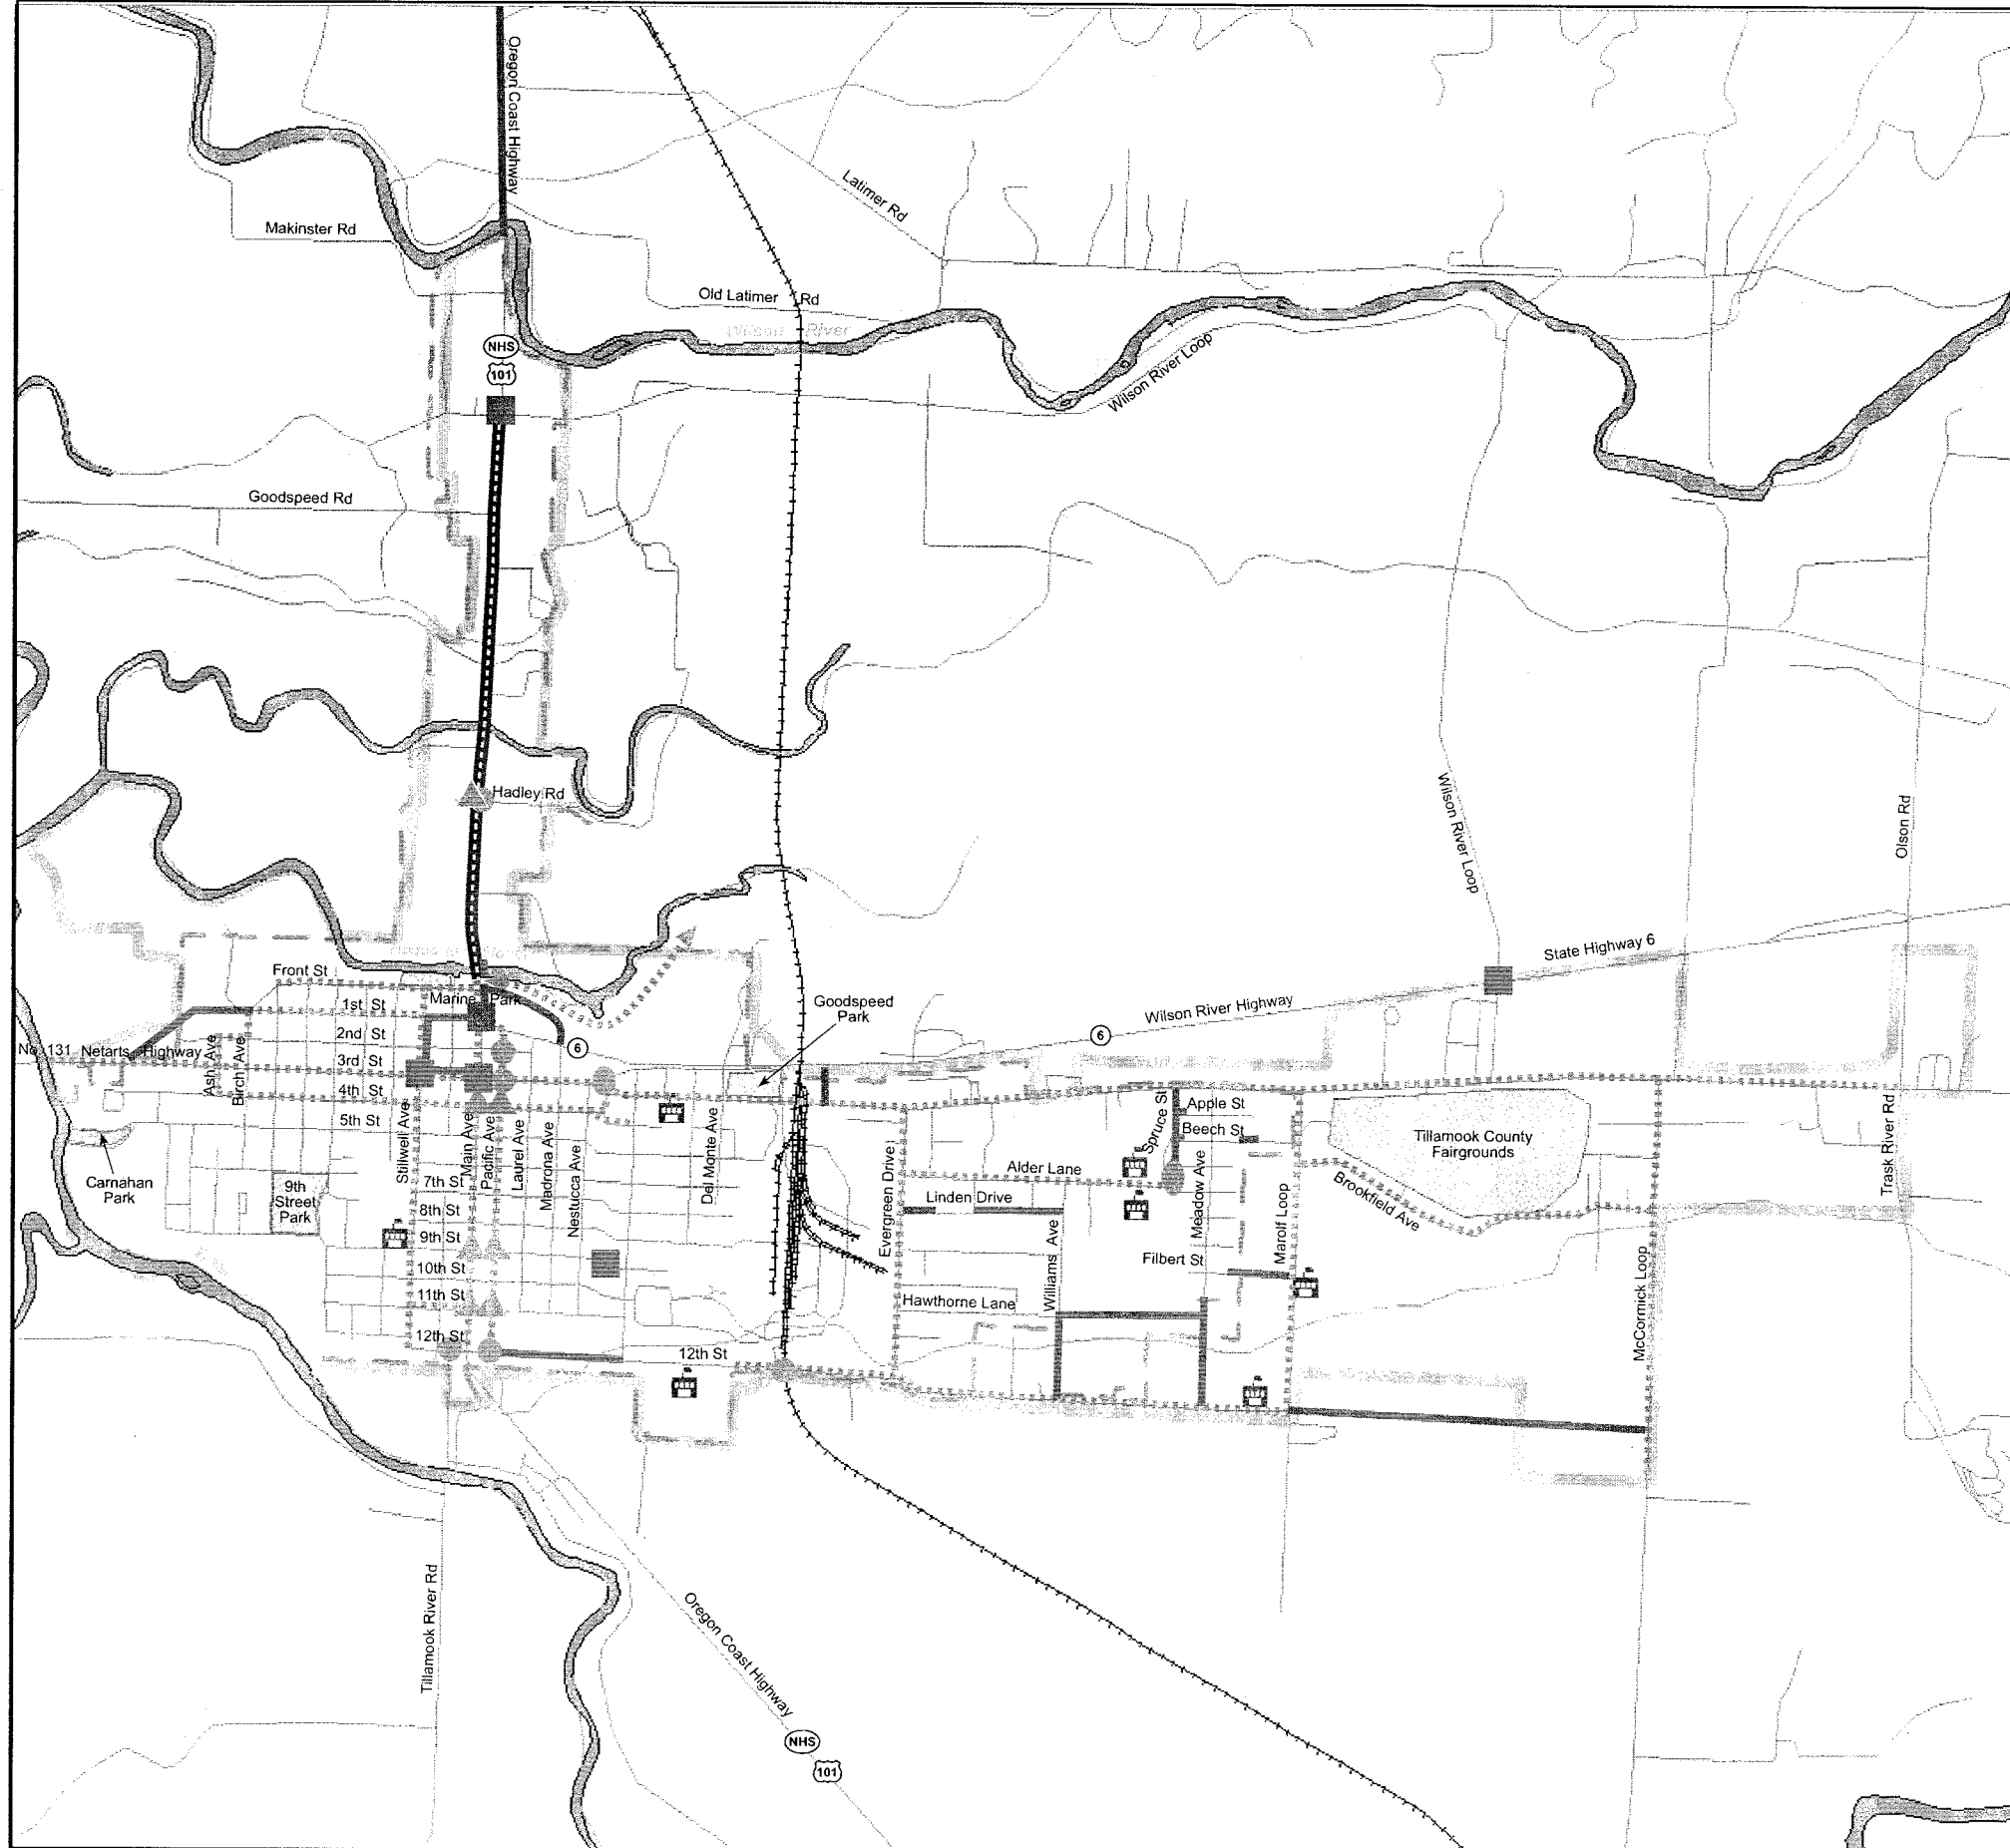 Oregon Coast Highway
Latimer Rd
Makinster Rd
Old Latimer Rd
Wilson River
NHS
101
Wilson River Loop
Goodspeed Rd
Hadley Rd
Wilson River Loop
Olson Rd
State Highway 6
Front St
Marine Park
Goodspeed
Park
Wilson River Highway
1st St
2nd St
6
6
No. 131 Netarts Highway
3rd St
Ash Ave
Birch Ave
4th St
5th St
Stillwell Ave
Main Ave
Pacific Ave
Laurel Ave
Madrona Ave
Nestucca Ave
Del Monte Ave
Spruce St
Apple St
Beech St
Tillamook County
Fairgrounds
Trask River Rd
Carnahan
Park
9th
Street
Park
7th St
8th St
9th St
10th St
11th St
12th St
12th St
Evergreen Drive
Alder Lane
Linden Drive
Williams Ave
Meadow Ave
Marolf Loop
Brookfield Ave
Filbert St
Hawthorne Lane
McCormick Loop
Tillamook River Rd
Oregon Coast Highway
NHS
101